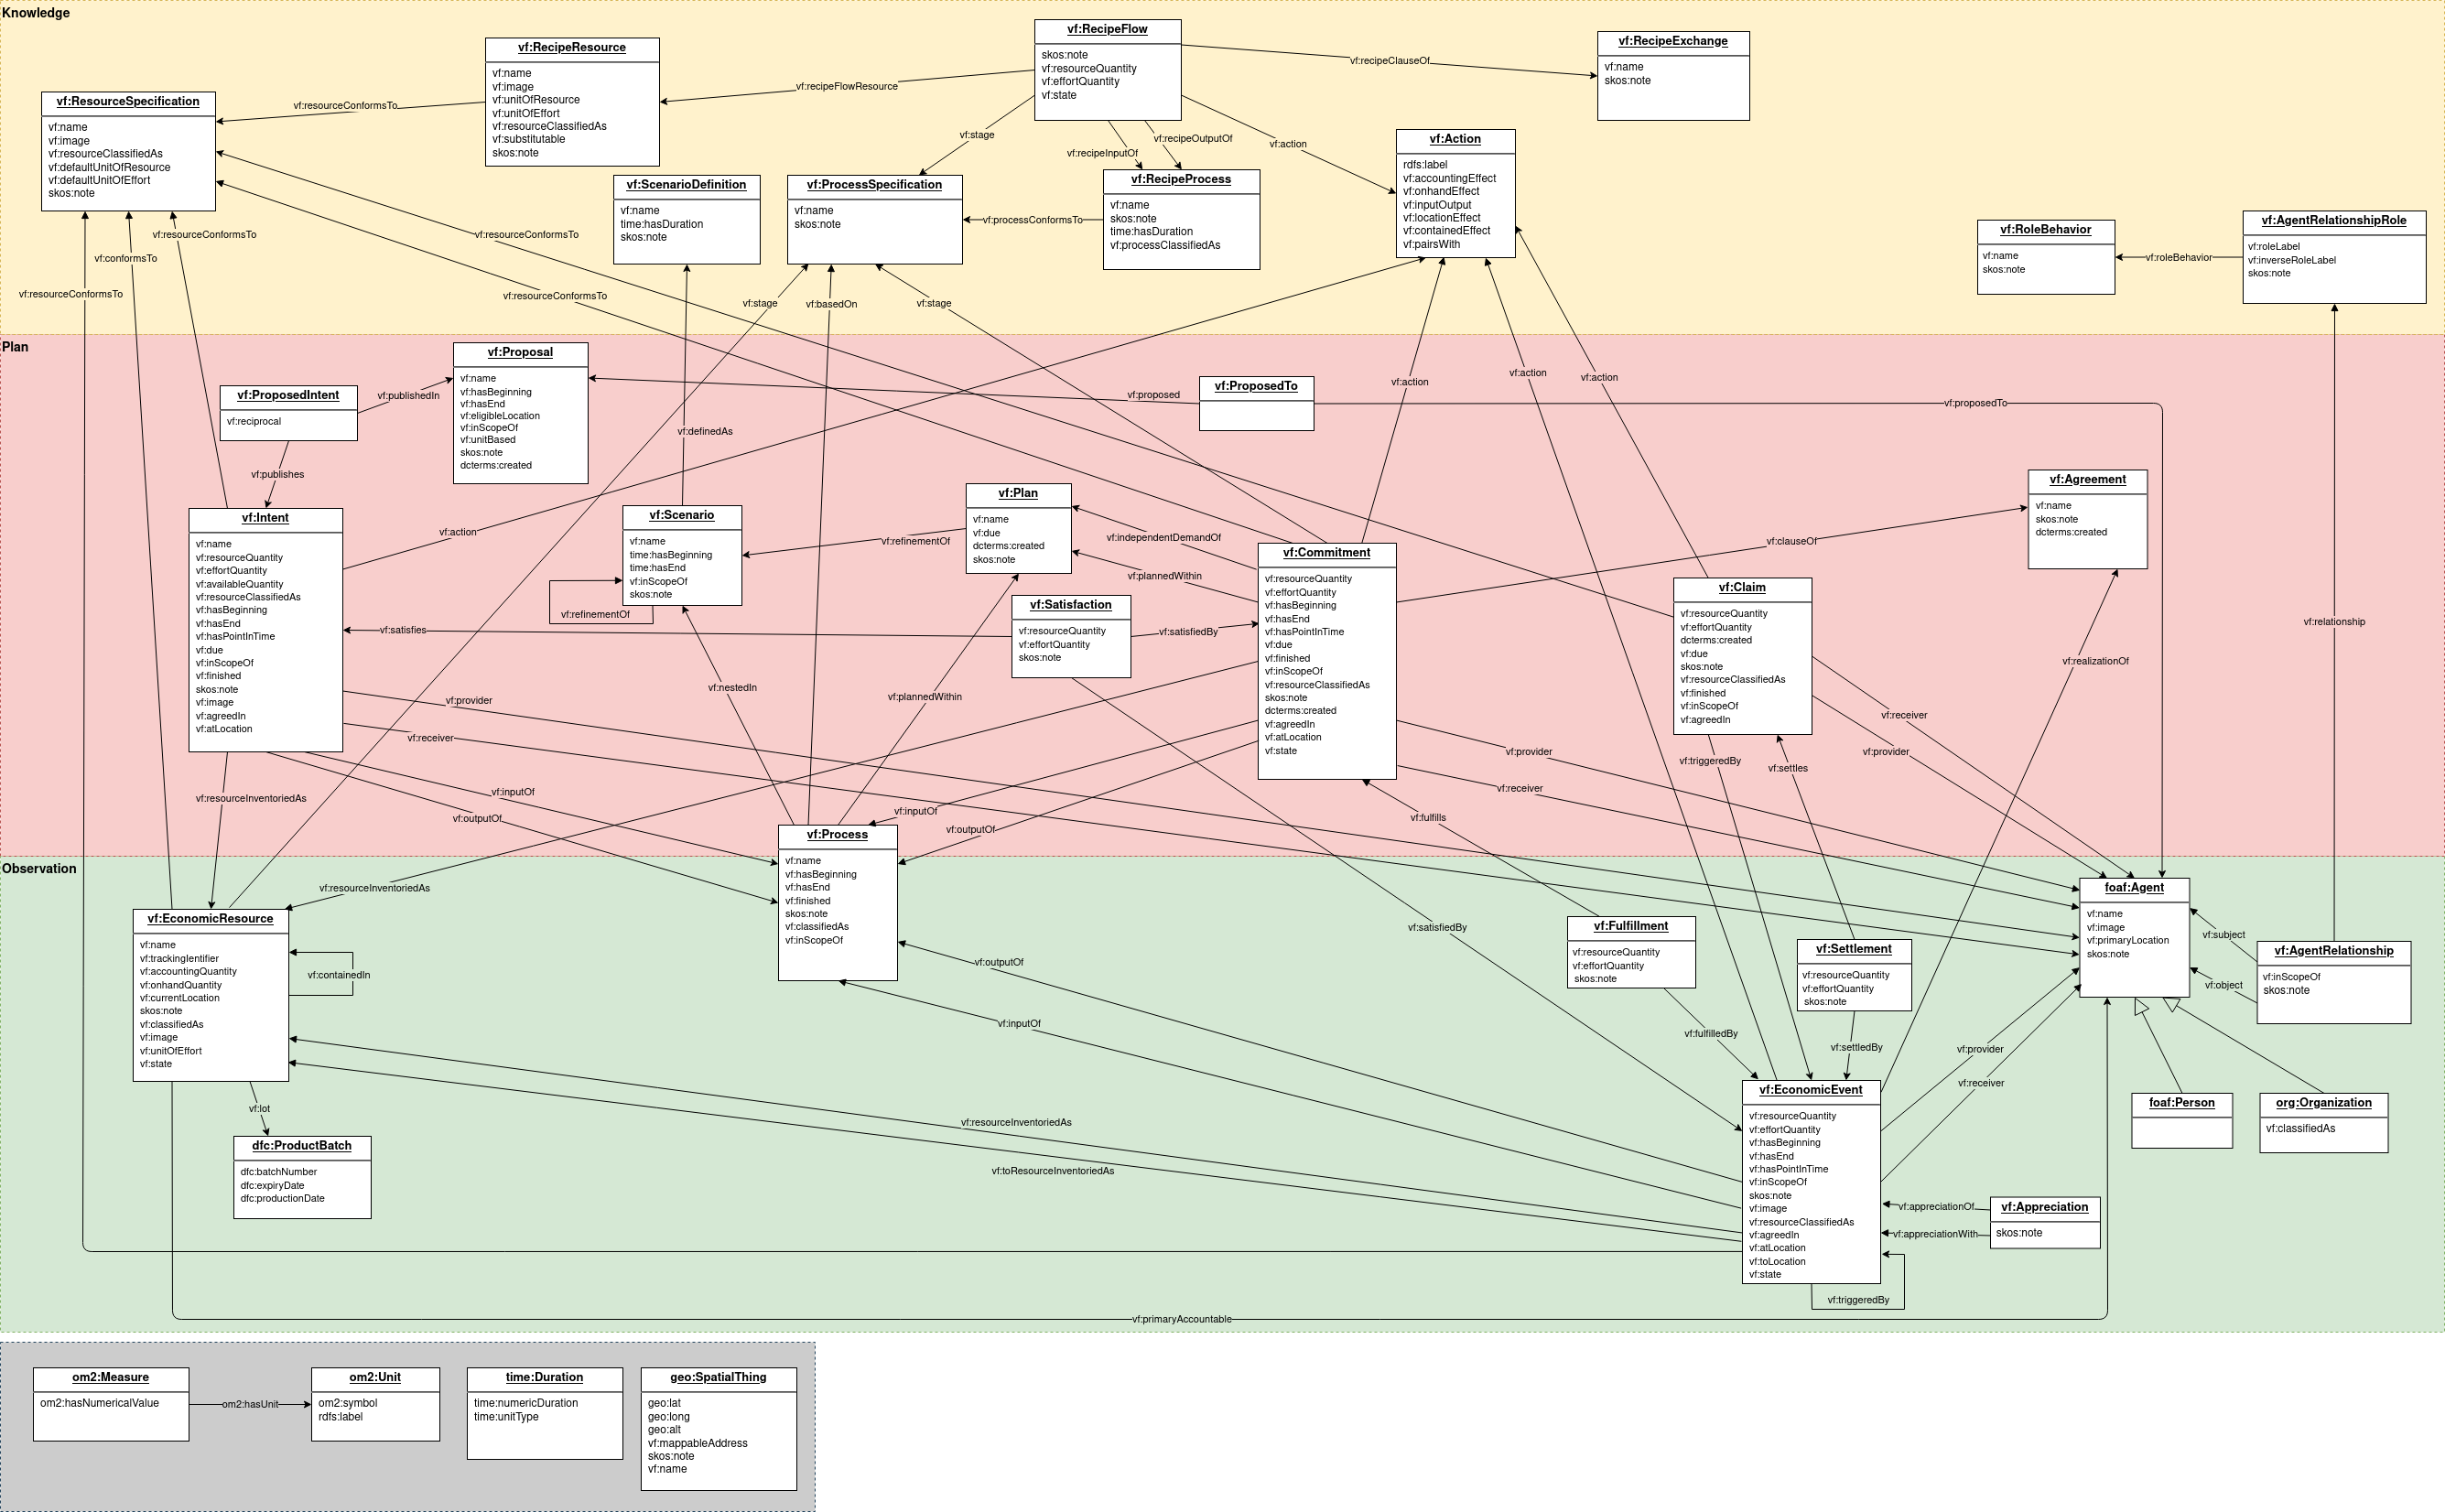 Knowledge
vf:RecipeFlow
skos:note
vf:resourceQuantity
vf:effortQuantity
vf:state
vf:recipeClauseOf
vf:RecipeExchange
vf:name
skos:note
vf:RecipeResource
vf:name
vf:image
vf:unitOfResource
vf:unitOfEffort
vf:resourceClassifiedAs
vf:substitutable
skos:note
vf:recipeFlowResource
vf:resourceConformsTo
vf:ResourceSpecification
vf:name
vf:image
vf:resourceClassifiedAs
vf:defaultUnitOfResource
vf:defaultUnitOfEffort
skos:note
vf:stage
vf:recipeInputOf
vf:recipeOutputOf
vf:action
vf:Action
rdfs:label
vf:accountingEffect
vf:onhandEffect
vf:inputOutput
vf:locationEffect
vf:containedEffect
vf:pairsWith
vf:ScenarioDefinition
vf:name
time:hasDuration
skos:note
vf:ProcessSpecification
vf:name
skos:note
vf:processConformsTo
vf:RecipeProcess
vf:name
skos:note
time:hasDuration
vf:processClassifiedAs
vf:RoleBehavior
vf:name
skos:note
vf:roleBehavior
vf:AgentRelationshipRole
vf:roleLabel
vf:inverseRoleLabel
skos:note
vf:resourceConformsTo
vf:conformsTo
vf:resourceConformsTo
vf:resourceConformsTo
vf:resourceConformsTo
vf:stage
vf:basedOn
vf:stage
Plan
vf:ProposedIntent
vf:reciprocal
vf:publishedIn
vf:publishes
vf:Proposal
vf:name
vf:hasBeginning
vf:hasEnd
vf:eligibleLocation
vf:inScopeOf
vf:unitBased
skos:note
dcterms:created
vf:definedAs
vf:proposed
vf:ProposedTo
vf:proposedTo
vf:action
vf:action
vf:action
vf:action
vf:Intent
vf:name
vf:resourceQuantity
vf:effortQuantity
vf:availableQuantity
vf:resourceClassifiedAs
vf:hasBeginning
vf:hasEnd
vf:hasPointInTime
vf:due
vf:inScopeOf
vf:finished
skos:note
vf:image
vf:agreedIn
vf:atLocation
vf:Scenario
vf:name
time:hasBeginning
time:hasEnd
vf:inScopeOf
skos:note
vf:refinementOf
vf:refinementOf
vf:Plan
vf:name
vf:due
dcterms:created
skos:note
vf:independentDemandOf
vf:plannedWithin
vf:Satisfaction
vf:resourceQuantity
vf:effortQuantity
skos:note
vf:satisfies
vf:satisfiedBy
vf:Commitment
vf:resourceQuantity
vf:effortQuantity
vf:hasBeginning
vf:hasEnd
vf:hasPointInTime
vf:due
vf:finished
vf:inScopeOf
vf:resourceClassifiedAs
skos:note
dcterms:created
vf:agreedIn
vf:atLocation
vf:state
vf:clauseOf
vf:Agreement
vf:name
skos:note
dcterms:created
vf:Claim
vf:resourceQuantity
vf:effortQuantity
dcterms:created
vf:due
skos:note
vf:resourceClassifiedAs
vf:finished
vf:inScopeOf
vf:agreedIn
vf:relationship
vf:realizationOf
vf:nestedIn
vf:plannedWithin
vf:provider
vf:receiver
vf:receiver
vf:provider
vf:provider
vf:receiver
vf:triggeredBy
vf:settles
vf:resourceInventoriedAs
vf:inputOf
vf:outputOf
vf:inputOf
vf:outputOf
vf:fulfills
vf:Process
vf:name
vf:hasBeginning
vf:hasEnd
vf:finished
skos:note
vf:classifiedAs
vf:inScopeOf
Observation
vf:resourceInventoriedAs
vf:EconomicResource
vf:name
vf:trackingIdentifier
vf:accountingQuantity
vf:onhandQuantity
vf:currentLocation
skos:note
vf:classifiedAs
vf:image
vf:unitOfEffort
vf:state
vf:containedIn
vf:lot
dfc:ProductBatch
dfc:batchNumber
dfc:expiryDate
dfc:productionDate
vf:outputOf
vf:inputOf
vf:satisfiedBy
vf:Fulfillment
vf:resourceQuantity
vf:effortQuantity
skos:note
vf:fulfilledBy
vf:Settlement
vf:resourceQuantity
vf:effortQuantity
skos:note
vf:settledBy
foaf:Agent
vf:name
vf:image
vf:primaryLocation
skos:note
vf:subject
vf:object
vf:AgentRelationship
vf:inScopeOf
skos:note
vf:provider
vf:receiver
foaf:Person
org:Organization
vf:classifiedAs
vf:resourceInventoriedAs
vf:toResourceInventoriedAs
vf:EconomicEvent
vf:resourceQuantity
vf:effortQuantity
vf:hasBeginning
vf:hasEnd
vf:hasPointInTime
vf:inScopeOf
skos:note
vf:image
vf:resourceClassifiedAs
vf:agreedIn
vf:atLocation
vf:toLocation
vf:state
vf:appreciationOf
vf:appreciationWith
vf:Appreciation
skos:note
vf:triggeredBy
vf:primaryAccountable
om2:Measure
om2:hasNumericalValue
om2:hasUnit
om2:Unit
om2:symbol
rdfs:label
time:Duration
time:numericDuration
time:unitType
geo:SpatialThing
geo:lat
geo:long
geo:alt
vf:mappableAddress
skos:note
vf:name